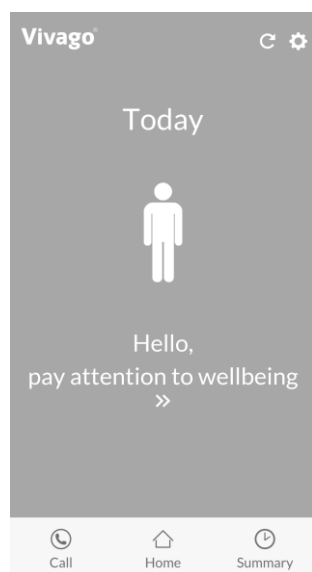 Vivago
Today
Hello,
pay attention to wellbeing
»
Call
Home
Summary